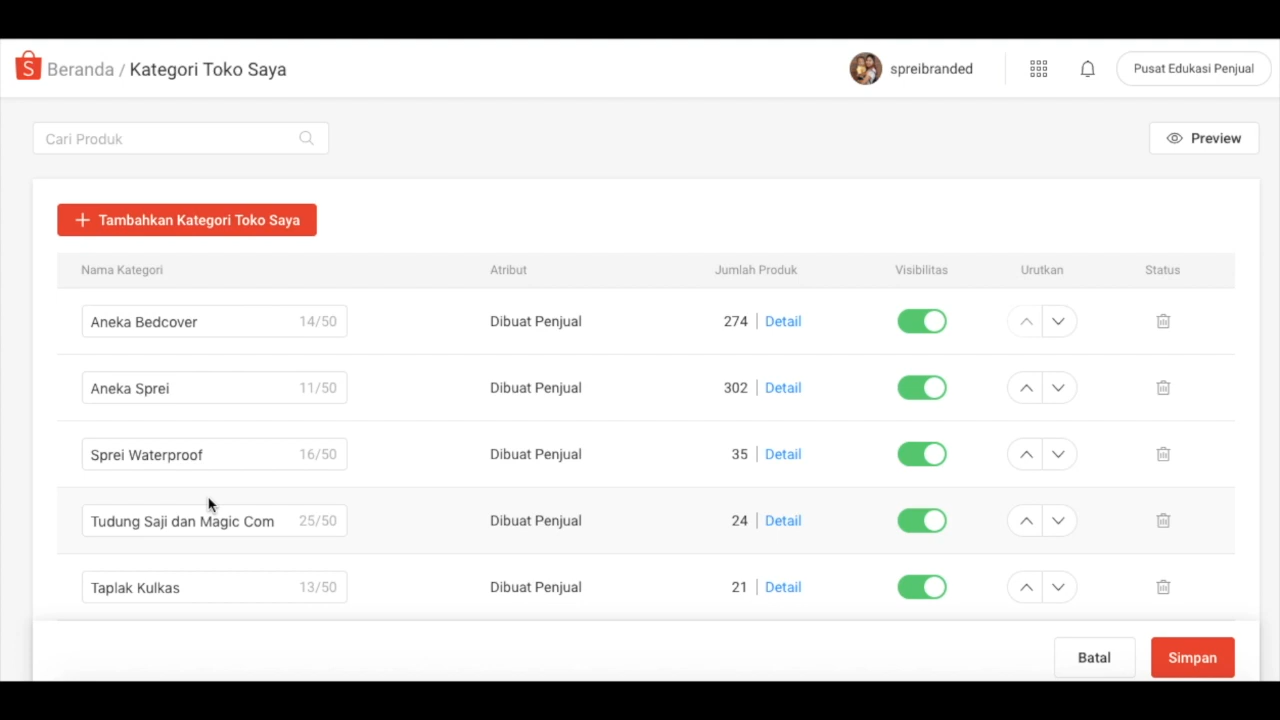 Beranda / Kategori Toko Saya
spreibranded
Pusat Edukasi Penjual
Cari Produk
Preview
Tambahkan Kategori Toko Saya
Nama Kategori Atribut Jumlah Produk Visibilitas Urutkan Status
Aneka Bedcover 14/50 Dibuat Penjual 274 | Detail
Aneka Sprei 11/50 Dibuat Penjual 302 | Detail
Sprei Waterproof 16/50 Dibuat Penjual 35 | Detail
Tudung Saji dan Magic Com 25/50 Dibuat Penjual 24 | Detail
Taplak Kulkas 13/50 Dibuat Penjual 21 | Detail
Batal Simpan